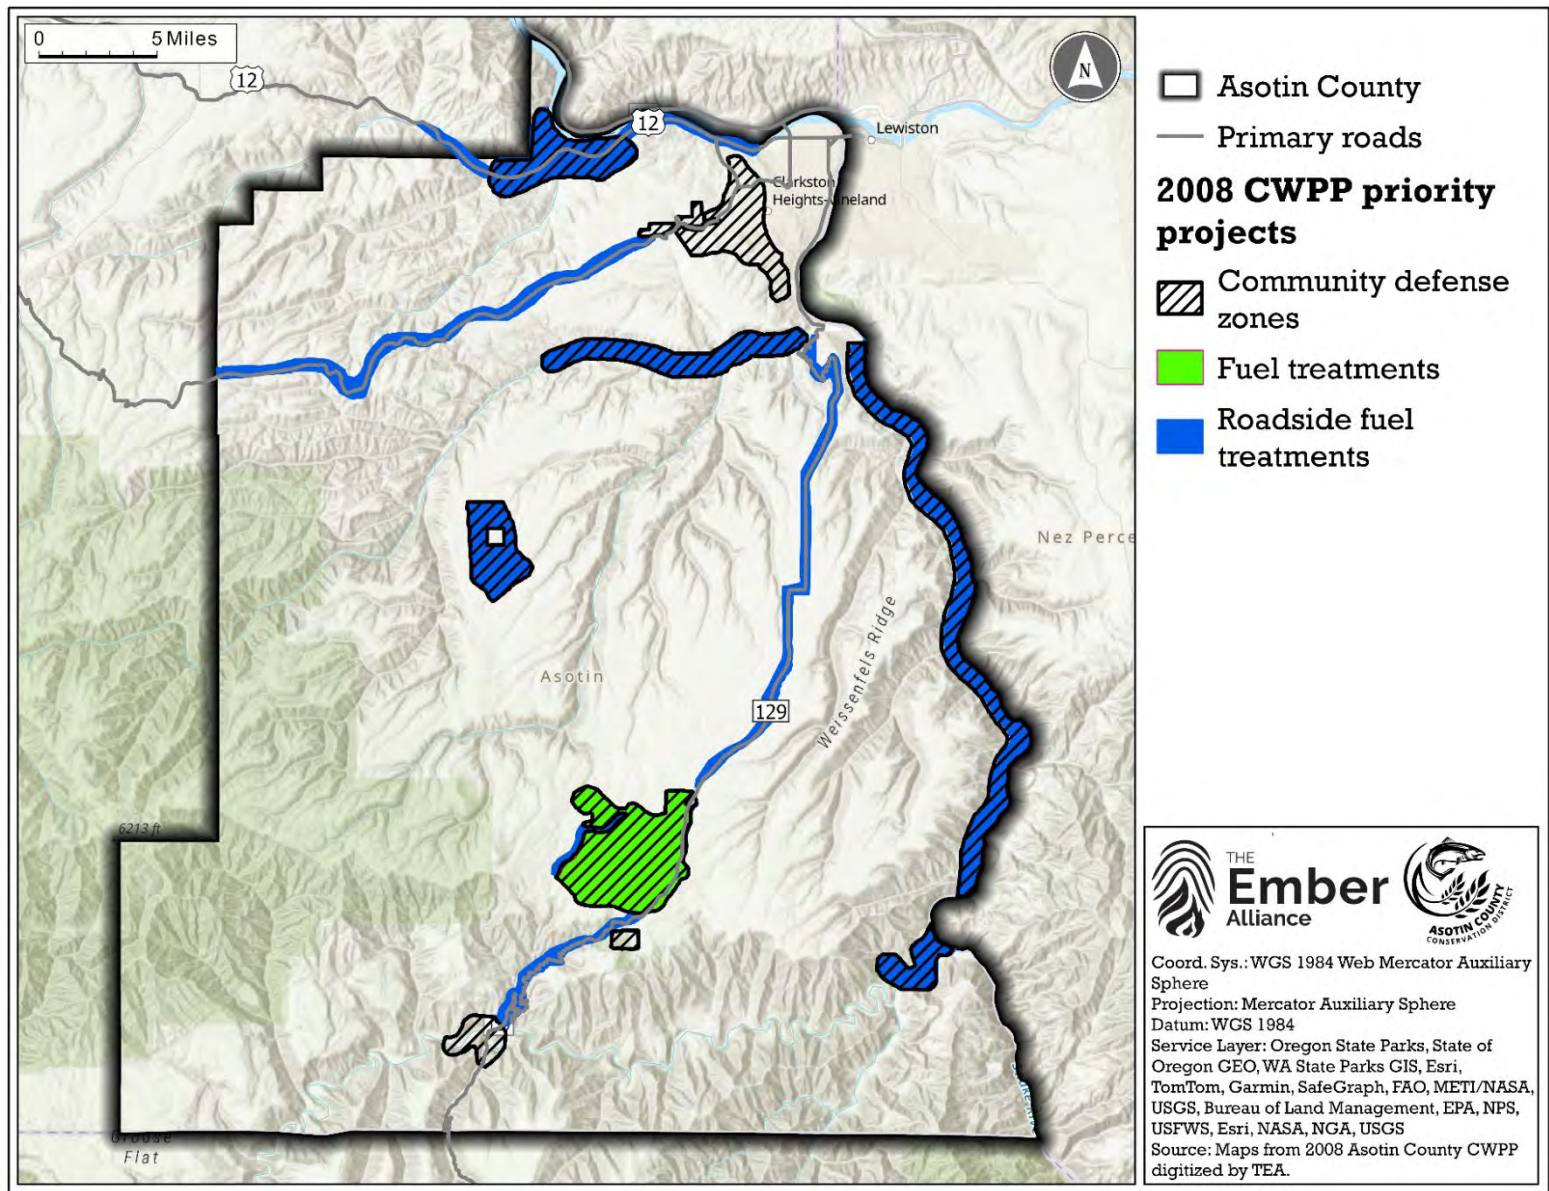 0 5 Miles
12
N
12
Lewiston
Clarkston
Heights-Vineland
Nez Perce
Asotin
Weissenfels Ridge
129
6213 ft
Grouse
Flat
Asotin County
Primary roads
2008 CWPP priority
projects
Community defense
zones
Fuel treatments
Roadside fuel
treatments
THE
Ember
Alliance
ASOTIN COUNTY
CONSERVATION DISTRICT
Coord. Sys.: WGS 1984 Web Mercator Auxiliary
Sphere
Projection: Mercator Auxiliary Sphere
Datum: WGS 1984
Service Layer: Oregon State Parks, State of
Oregon GEO, WA State Parks GIS, Esri,
TomTom, Garmin, SafeGraph, FAO, METI/NASA,
USGS, Bureau of Land Management, EPA, NPS,
USFWS, Esri, NASA, NGA, USGS
Source: Maps from 2008 Asotin County CWPP
digitized by TEA.